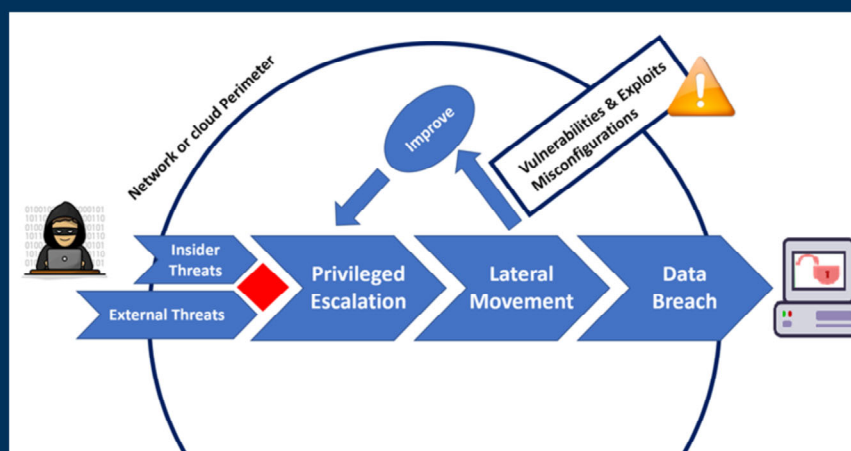 Network or cloud Perimeter
Improve
Vulnerabilities & Exploits
Misconfigurations
Insider
Threats
External Threats
Privileged
Escalation
Lateral
Movement
Data
Breach